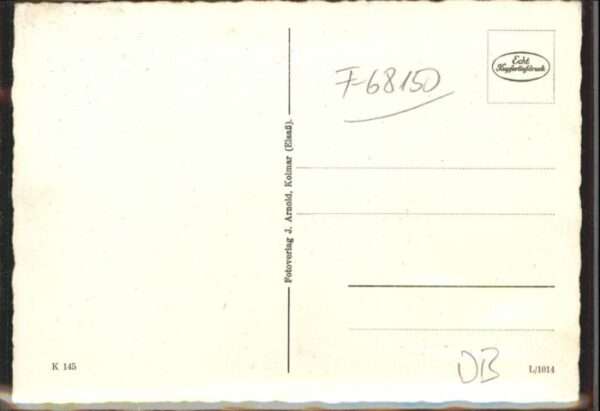 Echt
Kupfertiefdruck
F-68150
Fotoverlag J. Arnold, Kolmar (Elsaß).
K 145
DB
L/1014